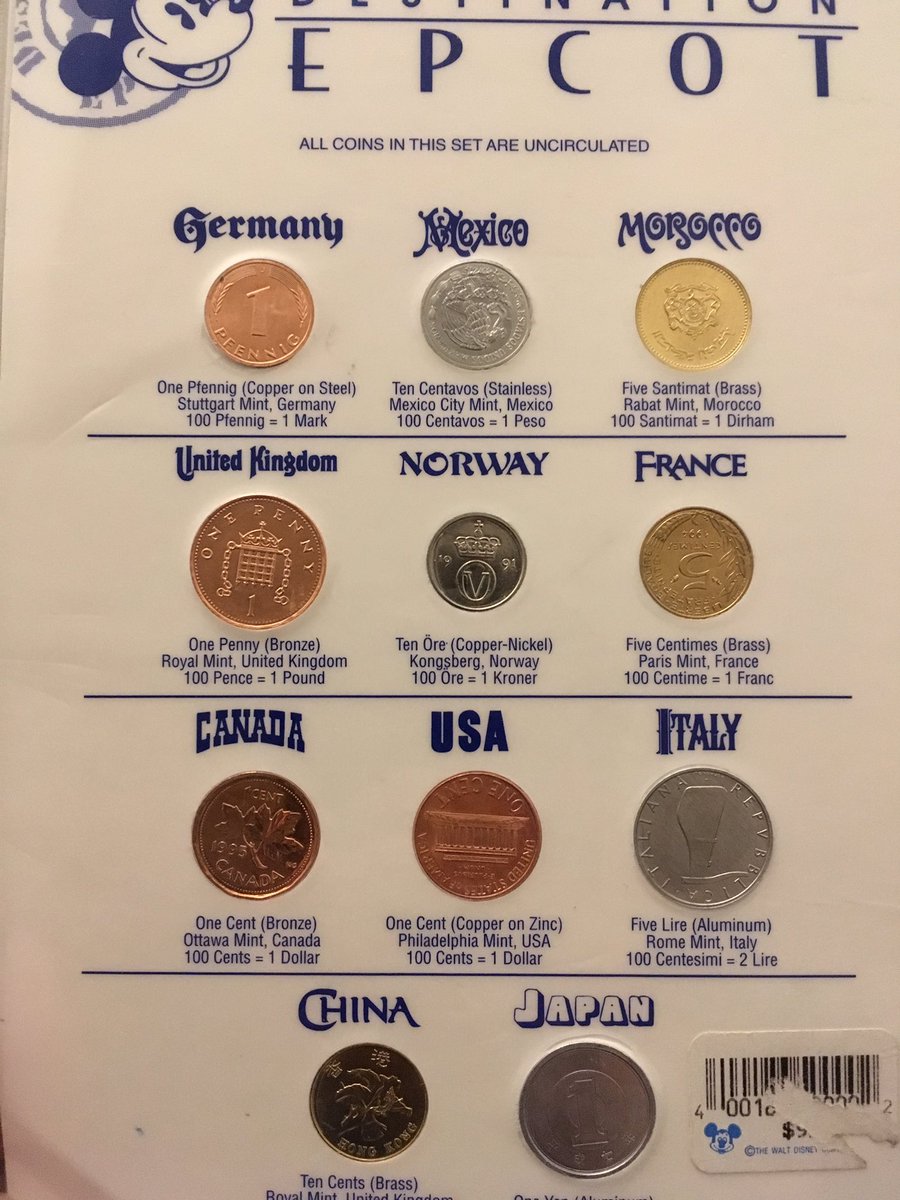 DESTINATION
EPCOT
ALL COINS IN THIS SET ARE UNCIRCULATED
Germany
Mexico
Morocco
1
PFENNIG
One Pfennig (Copper on Steel)
Stuttgart Mint, Germany
100 Pfennig = 1 Mark
Ten Centavos (Stainless)
Mexico City Mint, Mexico
100 Centavos = 1 Peso
Five Santimat (Brass)
Rabat Mint, Morocco
100 Santimat = 1 Dirham
United Kingdom
NORWAY
FRANCE
ONE PENNY
1
19 91
V
5
One Penny (Bronze)
Royal Mint, United Kingdom
100 Pence = 1 Pound
Ten Öre (Copper-Nickel)
Kongsberg, Norway
100 Öre = 1 Kroner
Five Centimes (Brass)
Paris Mint, France
100 Centime = 1 Franc
CANADA
USA
ITALY
1 CENT
1995
CANADA
ONE CENT
UNITED STATES OF AMERICA
REPVBBLICA ITALIANA
One Cent (Bronze)
Ottawa Mint, Canada
100 Cents = 1 Dollar
One Cent (Copper on Zinc)
Philadelphia Mint, USA
100 Cents = 1 Dollar
Five Lire (Aluminum)
Rome Mint, Italy
100 Centesimi = 2 Lire
CHINA
JAPAN
香港
HONG KONG
1
Ten Cents (Brass)
Royal Mint, United Kingdom
One Yen (Aluminum)
©THE WALT DISNEY